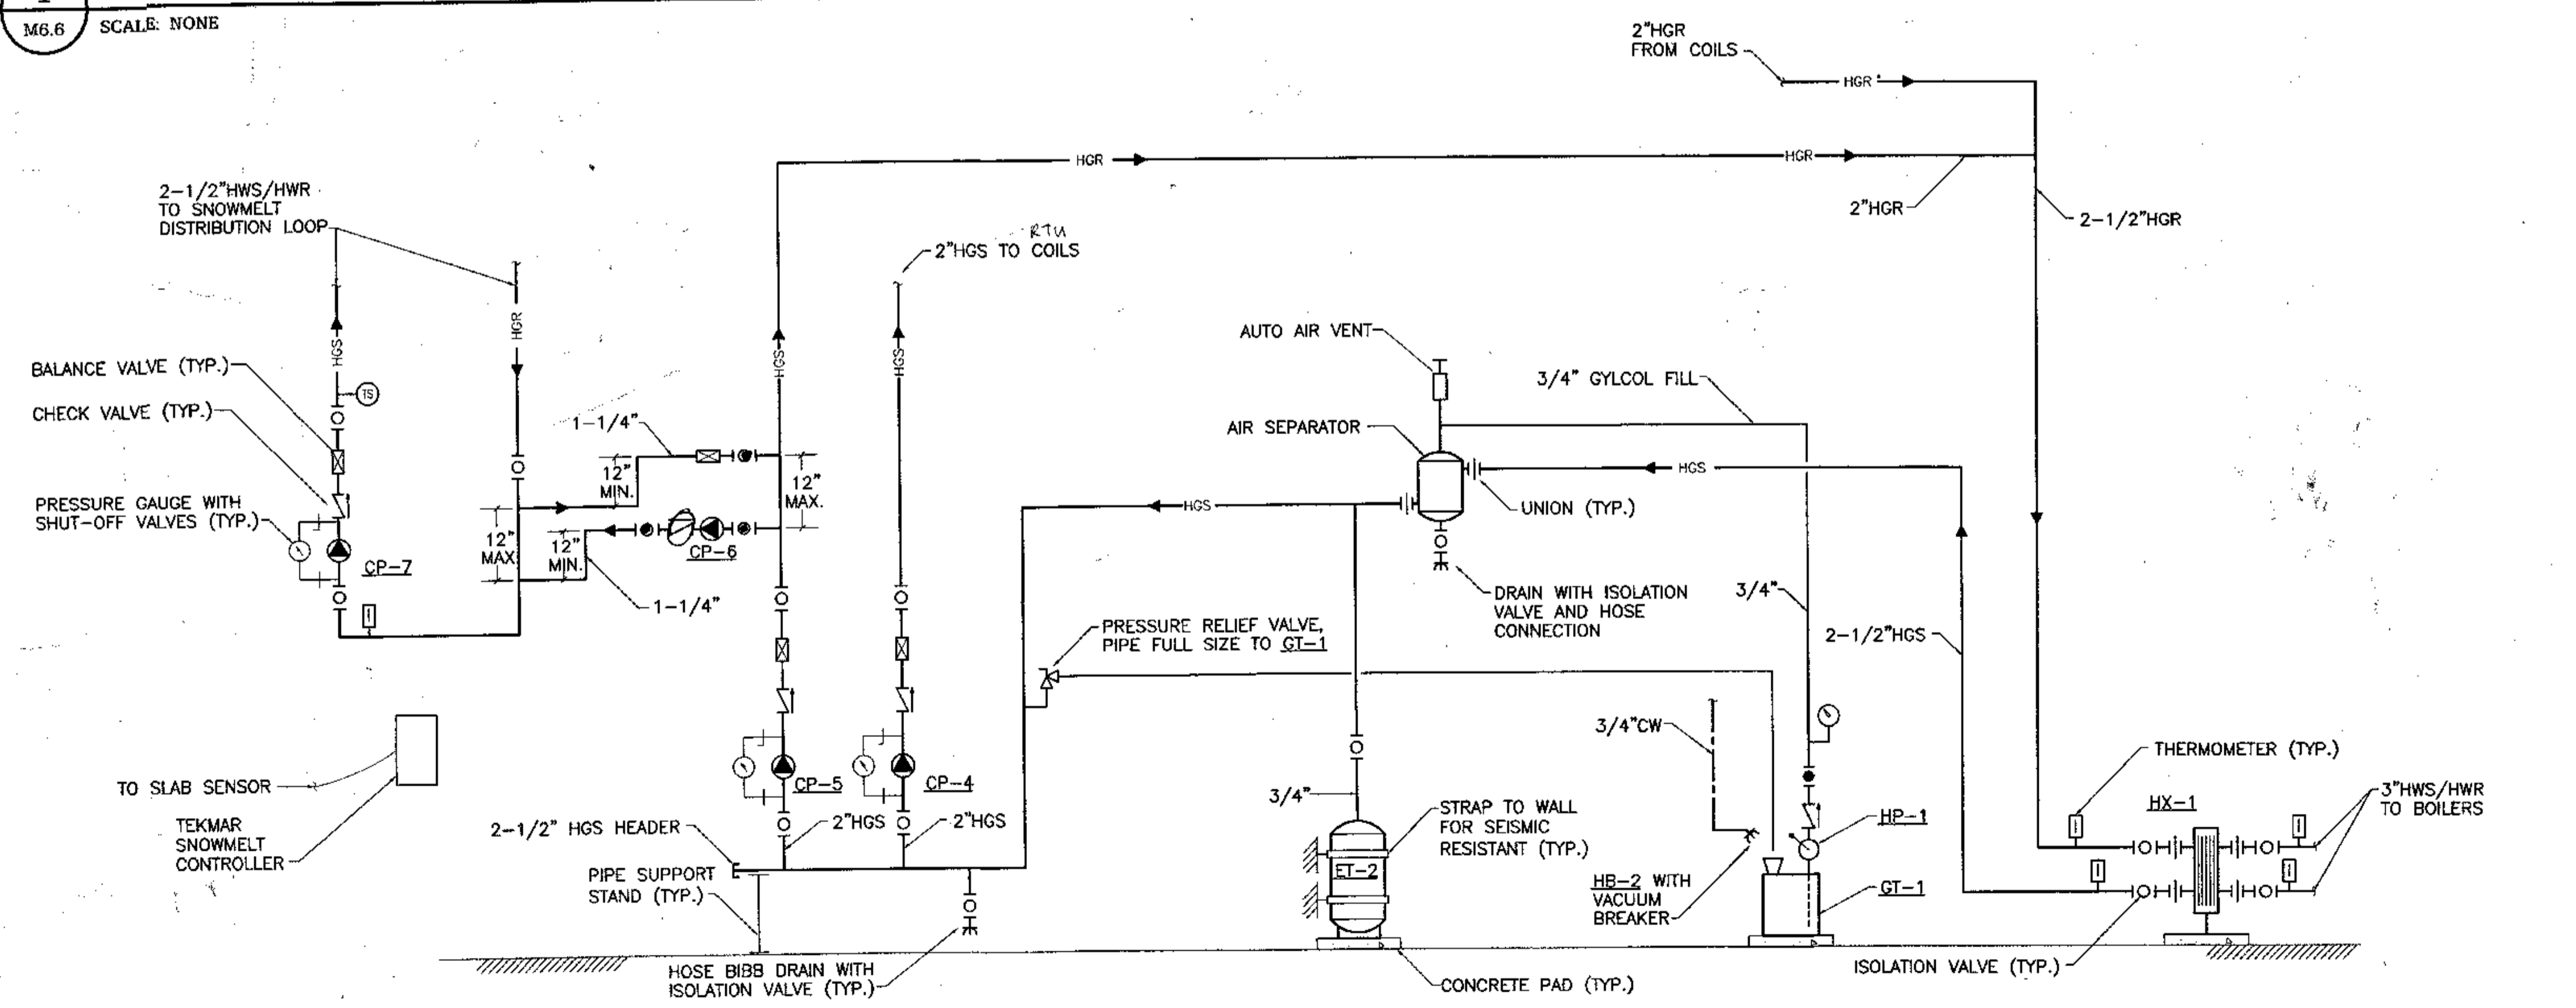 M6.6
SCALE: NONE
2"HGR
FROM COILS
HGR
HGR
HGR
2"HGR
2-1/2"HGR
2-1/2"HWS/HWR
TO SNOWMELT
DISTRIBUTION LOOP
RTU
2"HGS TO COILS
HGR
HGS
HGS
HGS
AUTO AIR VENT
BALANCE VALVE (TYP.)
TS
3/4" GYLCOL FILL
CHECK VALVE (TYP.)
1-1/4"
AIR SEPARATOR
12"
MIN.
12"
MAX.
HGS
PRESSURE GAUGE WITH
SHUT-OFF VALVES (TYP.)
HGS
UNION (TYP.)
12"
MAX
12"
MIN.
CP-6
CP-7
1-1/4"
DRAIN WITH ISOLATION
VALVE AND HOSE
CONNECTION
3/4"
PRESSURE RELIEF VALVE,
PIPE FULL SIZE TO GT-1
2-1/2"HGS
3/4"CW
THERMOMETER (TYP.)
TO SLAB SENSOR
CP-5
CP-4
3/4"
STRAP TO WALL
FOR SEISMIC
RESISTANT (TYP.)
HX-1
3"HWS/HWR
TO BOILERS
TEKMAR
SNOWMELT
CONTROLLER
2-1/2" HGS HEADER
2"HGS
2"HGS
HP-1
PIPE SUPPORT
STAND (TYP.)
ET-2
HB-2 WITH
VACUUM
BREAKER
GT-1
HOSE BIBB DRAIN WITH
ISOLATION VALVE (TYP.)
CONCRETE PAD (TYP.)
ISOLATION VALVE (TYP.)